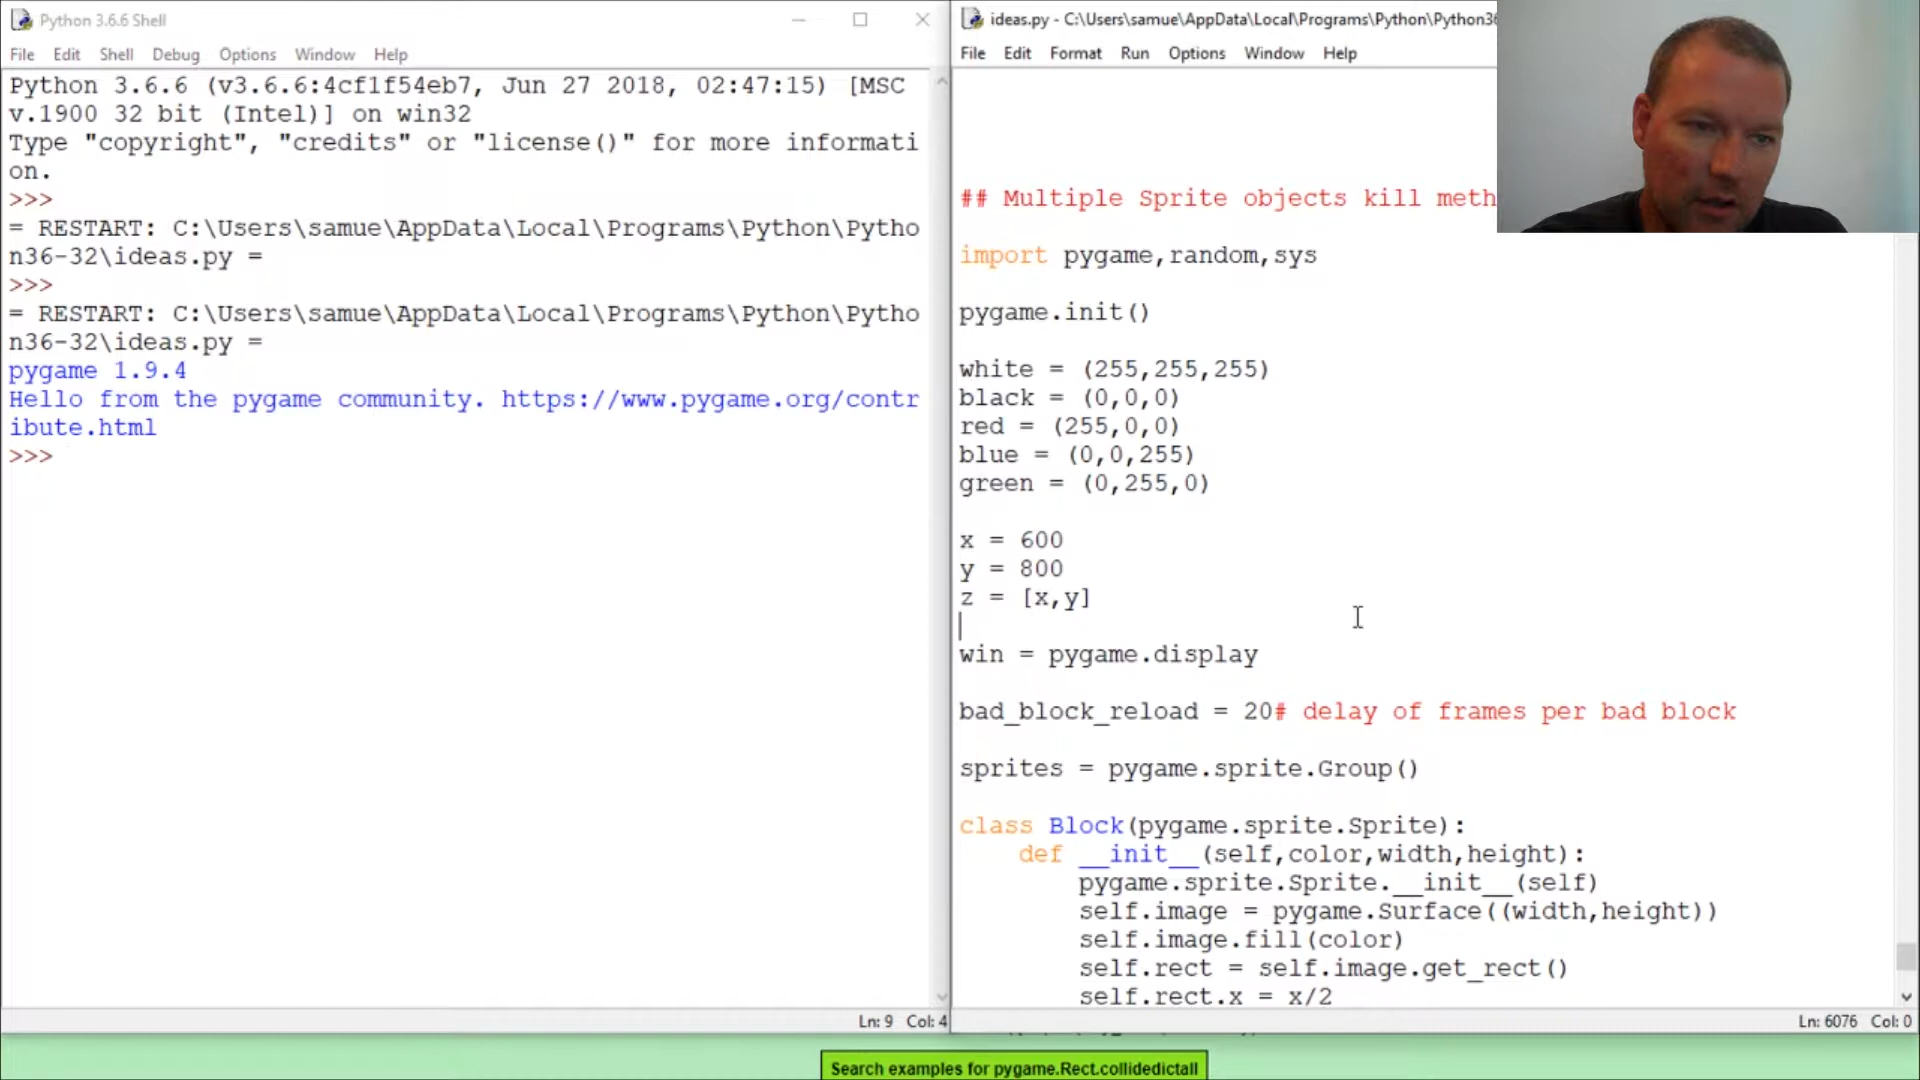 Python 3.6.6 Shell
File Edit Shell Debug Options Window Help
Python 3.6.6 (v3.6.6:4cf1f54eb7, Jun 27 2018, 02:47:15) [MSC
v.1900 32 bit (Intel)] on win32
Type "copyright", "credits" or "license()" for more informati
on.
>>>
= RESTART: C:\Users\samue\AppData\Local\Programs\Python\Pytho
n36-32\ideas.py =
>>>
= RESTART: C:\Users\samue\AppData\Local\Programs\Python\Pytho
n36-32\ideas.py =
pygame 1.9.4
Hello from the pygame community. https://www.pygame.org/contr
ibute.html
>>>
Ln: 9 Col: 4
ideas.py - C:\Users\samue\AppData\Local\Programs\Python\Python36
File Edit Format Run Options Window Help
## Multiple Sprite objects kill meth
import pygame,random,sys
pygame.init()
white = (255,255,255)
black = (0,0,0)
red = (255,0,0)
blue = (0,0,255)
green = (0,255,0)
x = 600
y = 800
z = [x,y]
win = pygame.display
bad_block_reload = 20# delay of frames per bad block
sprites = pygame.sprite.Group()
class Block(pygame.sprite.Sprite):
def __init__(self,color,width,height):
pygame.sprite.Sprite.__init__(self)
self.image = pygame.Surface((width,height))
self.image.fill(color)
self.rect = self.image.get_rect()
self.rect.x = x/2
Ln: 6076 Col: 0
Search examples for pygame.Rect.collidedictall